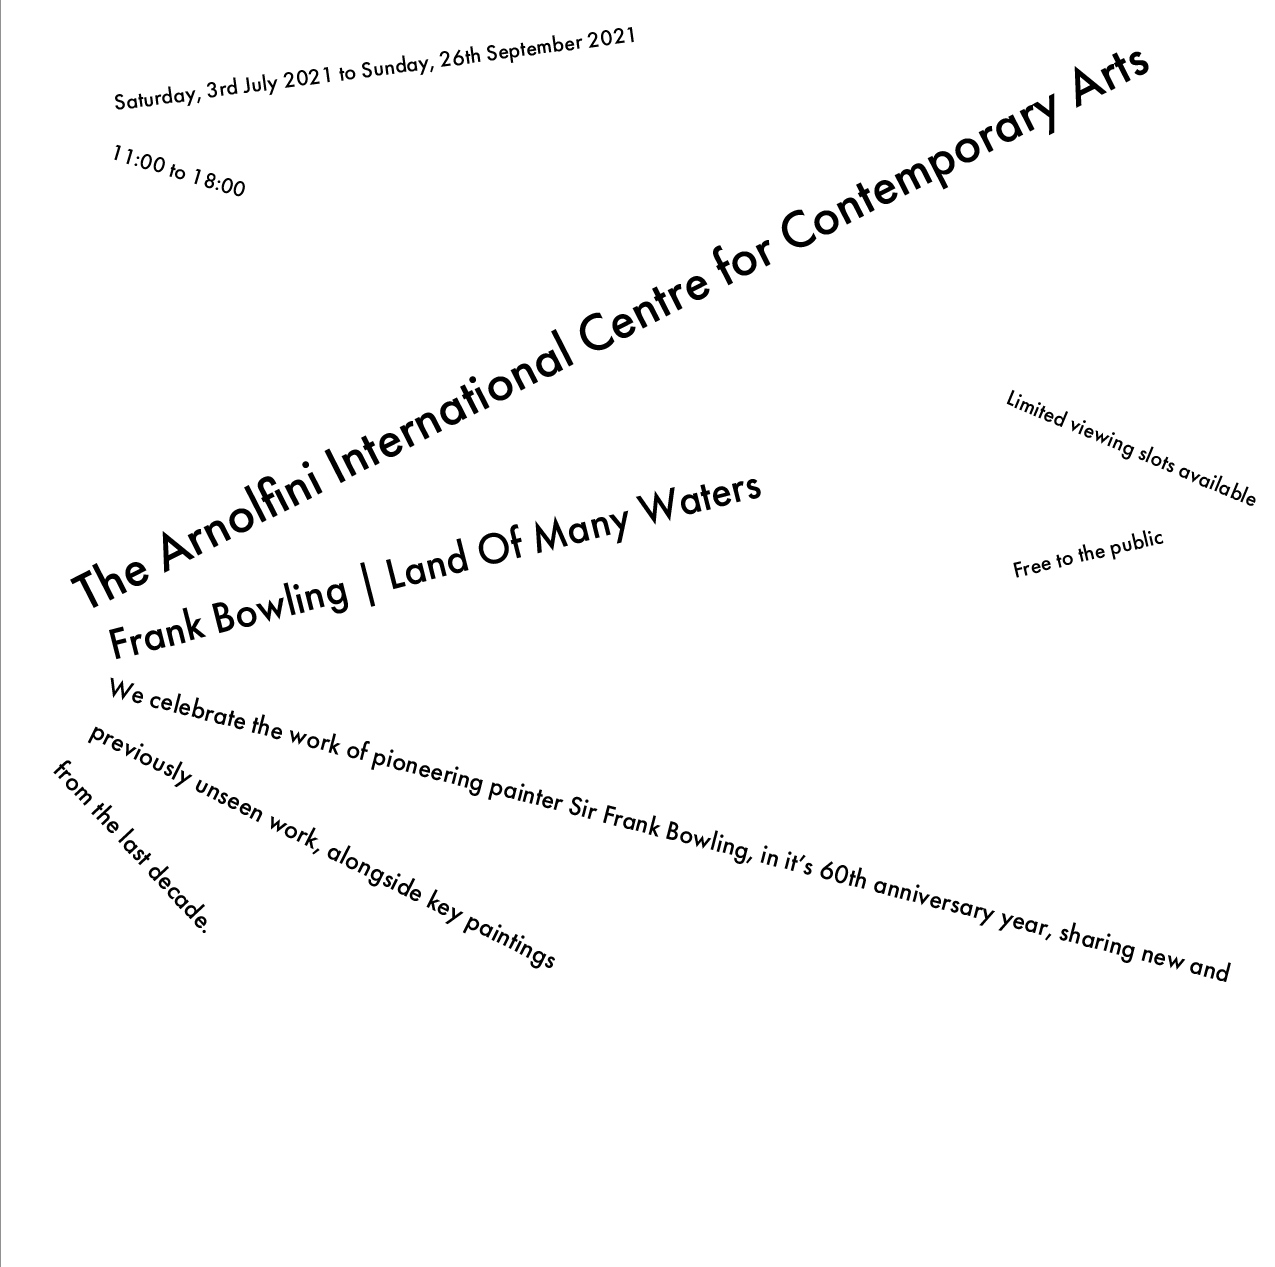 Saturday, 3rd July 2021 to Sunday, 26th September 2021
11:00 to 18:00
The Arnolfini International Centre for Contemporary Arts
Limited viewing slots available
Frank Bowling | Land Of Many Waters
Free to the public
We celebrate the work of pioneering painter Sir Frank Bowling, in it’s 60th anniversary year, sharing new and
previously unseen work, alongside key paintings
from the last decade.